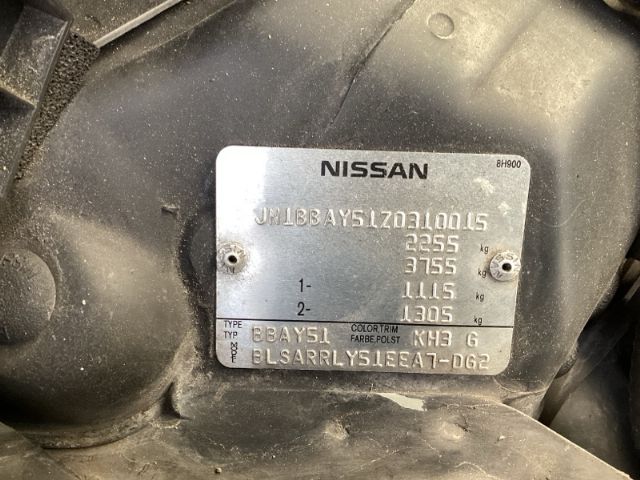 NISSAN
8H900
JN1BBAY51Z0310015
2255 kg
3755 kg
1- 1115 kg
2- 1305 kg
TYPE TYP BBAY51 COLOR,TRIM FARBE,POLST KH3 G
MODELE BLSARRLY51EEA7-DG2